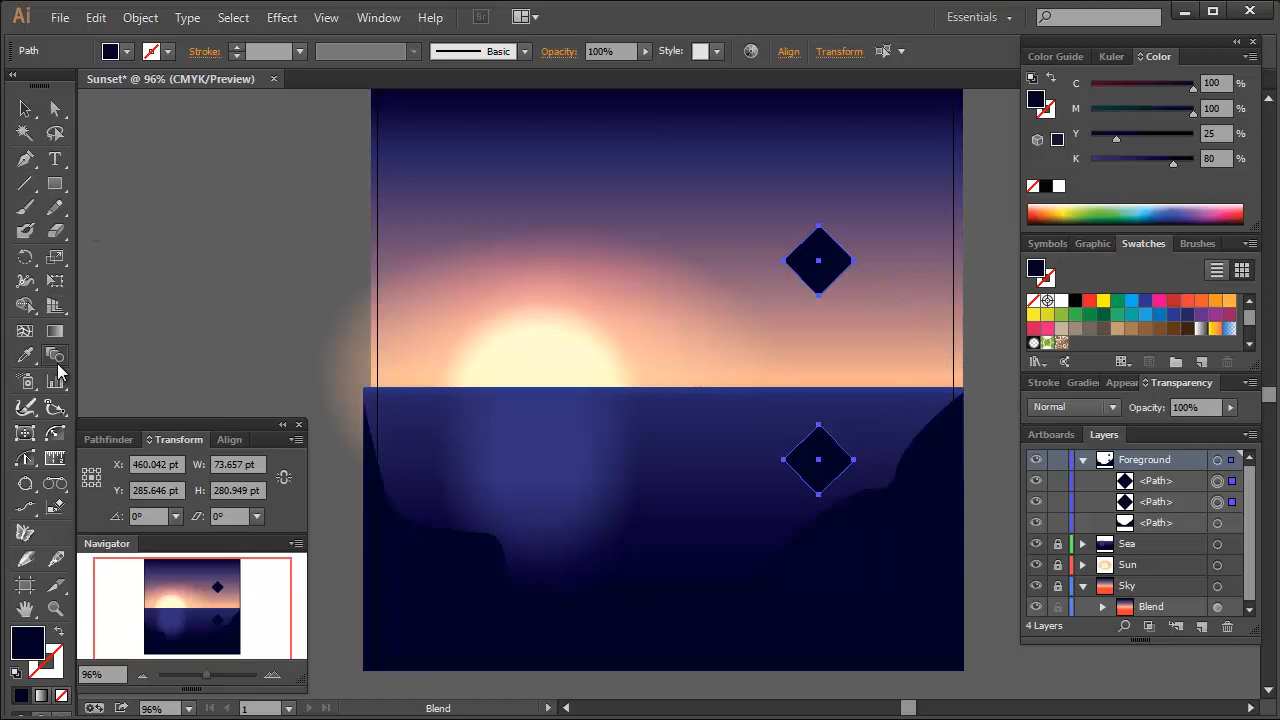 Ai File Edit Object Type Select Effect View Window Help Br Essentials
Path Stroke: Basic Opacity: 100% Style: Align Transform
Sunset* @ 96% (CMYK/Preview)
Color Guide Kuler Color
C 100 %
M 100 %
Y 25 %
K 80 %
Symbols Graphic Swatches Brushes
Stroke Gradier Appear Transparency
Normal Opacity: 100%
Artboards Layers
Foreground
<Path>
<Path>
<Path>
Sea
Sun
Sky
Blend
4 Layers
Pathfinder Transform Align
X: 460.042 pt W: 73.657 pt
Y: 285.646 pt H: 280.949 pt
0° 0°
Navigator
96%
96% 1 Blend